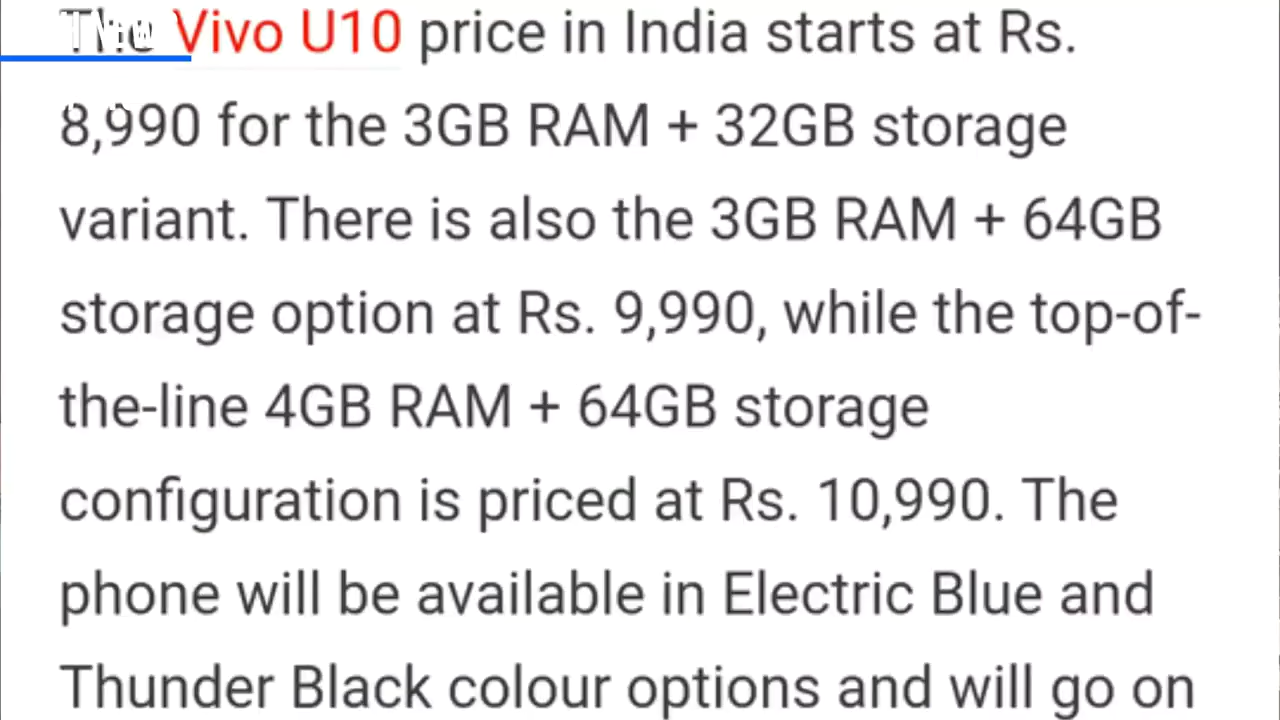 The Vivo U10 price in India starts at Rs.
8,990 for the 3GB RAM + 32GB storage
variant. There is also the 3GB RAM + 64GB
storage option at Rs. 9,990, while the top-of-
the-line 4GB RAM + 64GB storage
configuration is priced at Rs. 10,990. The
phone will be available in Electric Blue and
Thunder Black colour options and will go on